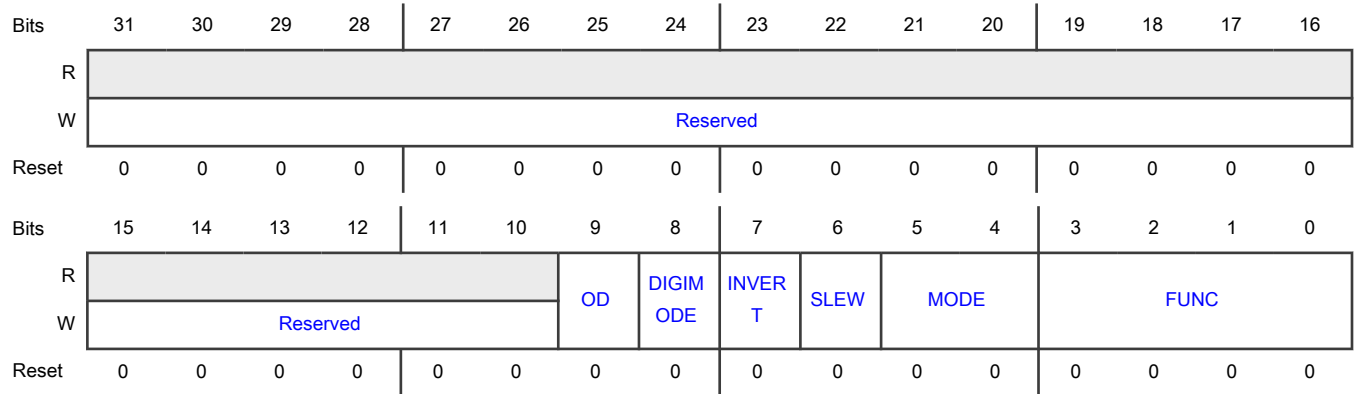 Bits 31 30 29 28 27 26 25 24 23 22 21 20 19 18 17 16
R
W Reserved
Reset 0 0 0 0 0 0 0 0 0 0 0 0 0 0 0 0
Bits 15 14 13 12 11 10 9 8 7 6 5 4 3 2 1 0
R
OD DIGIM INVER SLEW MODE FUNC
ODE T
W Reserved
Reset 0 0 0 0 0 0 0 0 0 0 0 0 0 0 0 0